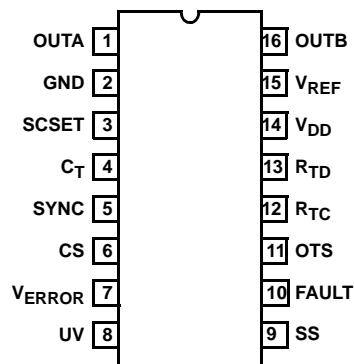 OUTA 1 16 OUTB
GND 2 15 VREF
SCSET 3 14 VDD
CT 4 13 RTD
SYNC 5 12 RTC
CS 6 11 OTS
VERROR 7 10 FAULT
UV 8 9 SS